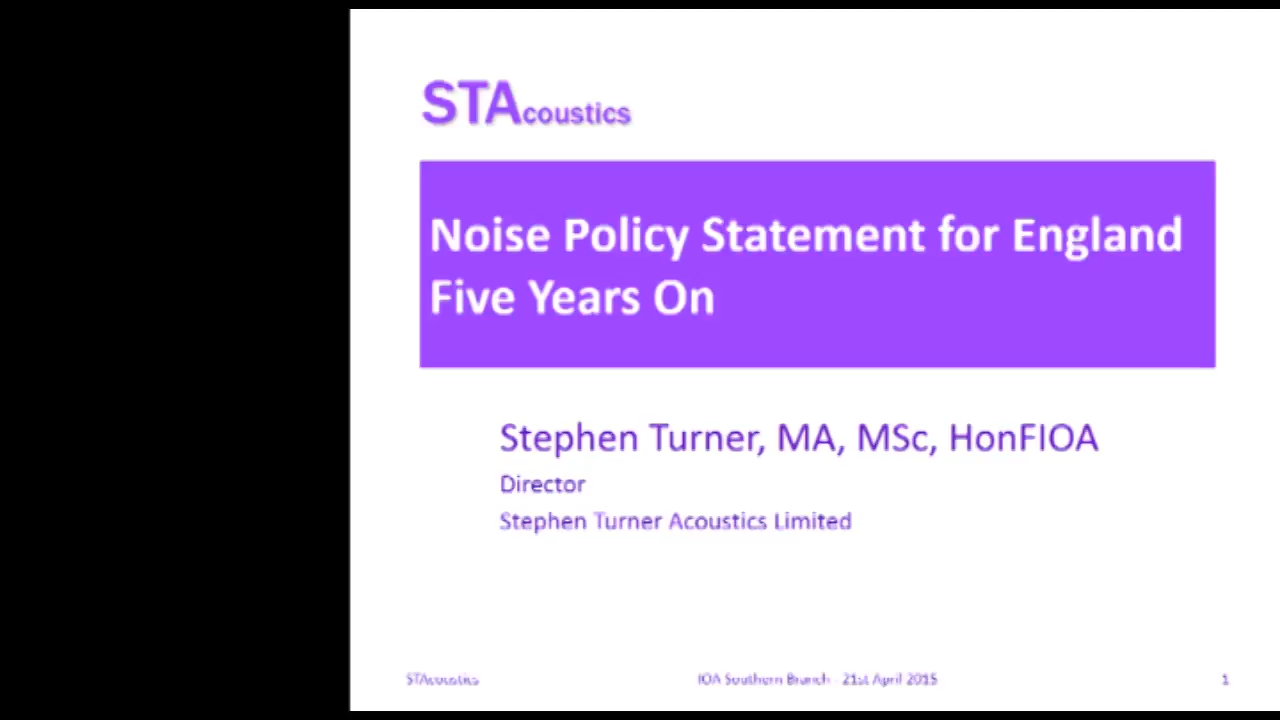 STAcoustics
Noise Policy Statement for England
Five Years On
Stephen Turner, MA, MSc, HonFIOA
Director
Stephen Turner Acoustics Limited
STAcoustics
IOA Southern Branch - 21st April 2015
1